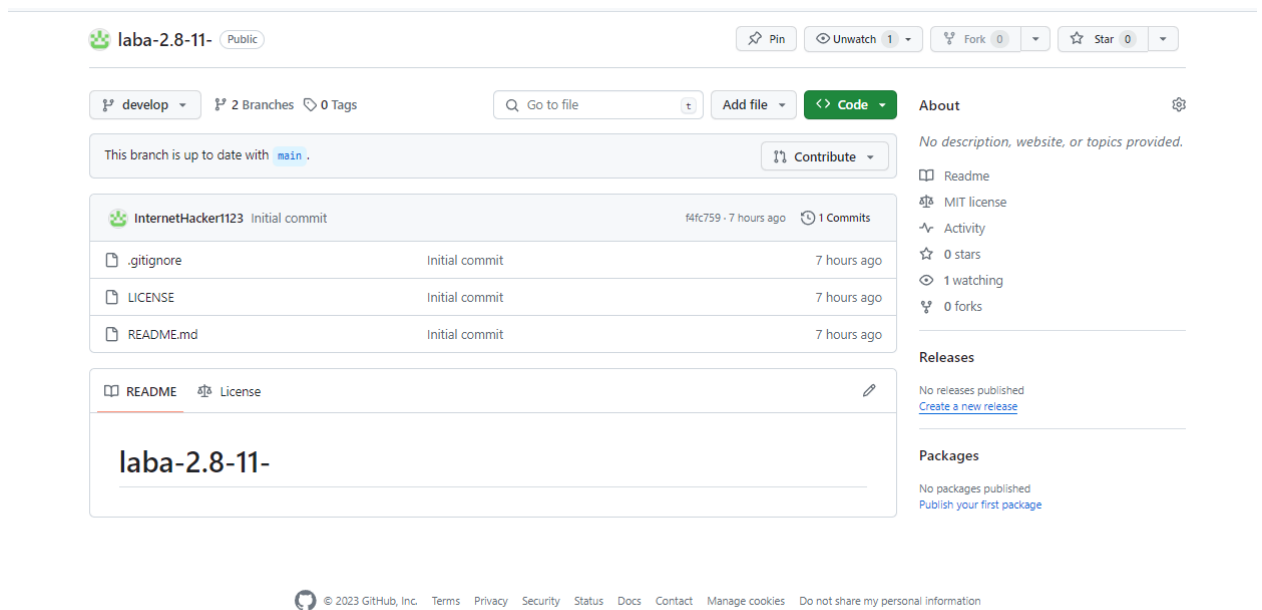 laba-2.8-11- Public Pin Unwatch 1 Fork 0 Star 0
develop 2 Branches 0 Tags Go to file t Add file Code
This branch is up to date with main .
Contribute
InternetHacker1123 Initial commit f4fc759 · 7 hours ago 1 Commits
.gitignore Initial commit 7 hours ago
LICENSE Initial commit 7 hours ago
README.md Initial commit 7 hours ago
README License
laba-2.8-11-
About
No description, website, or topics provided.
Readme
MIT license
Activity
0 stars
1 watching
0 forks
Releases
No releases published
Create a new release
Packages
No packages published
Publish your first package
© 2023 GitHub, Inc. Terms Privacy Security Status Docs Contact Manage cookies Do not share my personal information